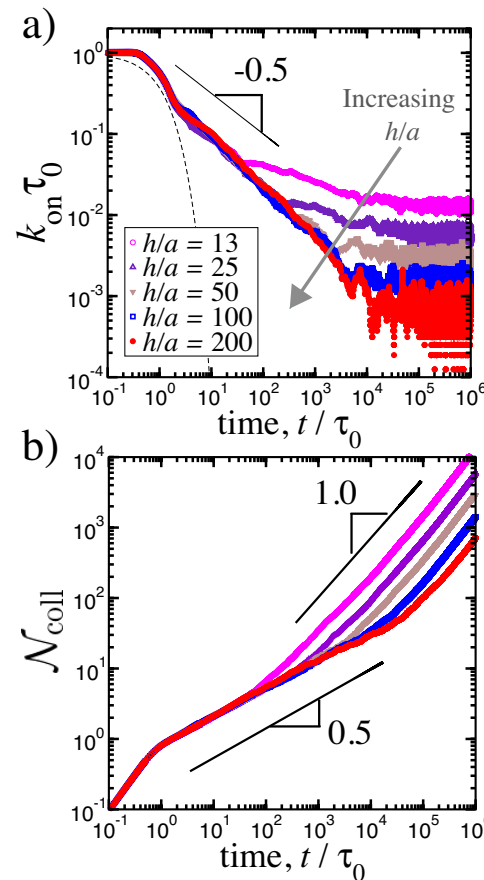 a)
10^0
-0.5
Increasing
h/a
10^-1
k_on τ_0
10^-2
h/a = 13
h/a = 25
h/a = 50
h/a = 100
h/a = 200
10^-3
10^-4
10^-1 10^0 10^1 10^2 10^3 10^4 10^5 10^6
time, t / τ_0
b)
10^4
1.0
10^3
10^2
N_coll
10^1
0.5
10^0
10^-1
10^-1 10^0 10^1 10^2 10^3 10^4 10^5 10^6
time, t / τ_0